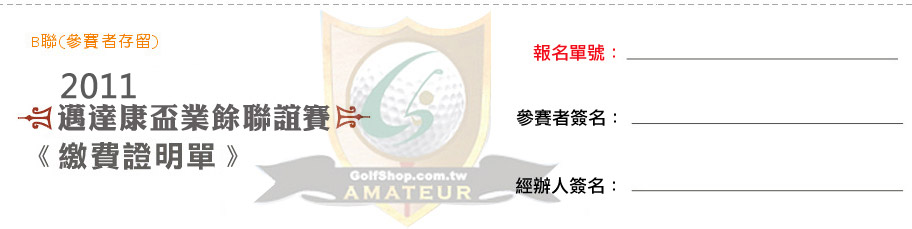 B聯(參賽者存留)
2011
邁達康盃業餘聯誼賽
《繳費證明單》
GolfShop.com.tw
AMATEUR
報名單號：
參賽者簽名：
經辦人簽名：